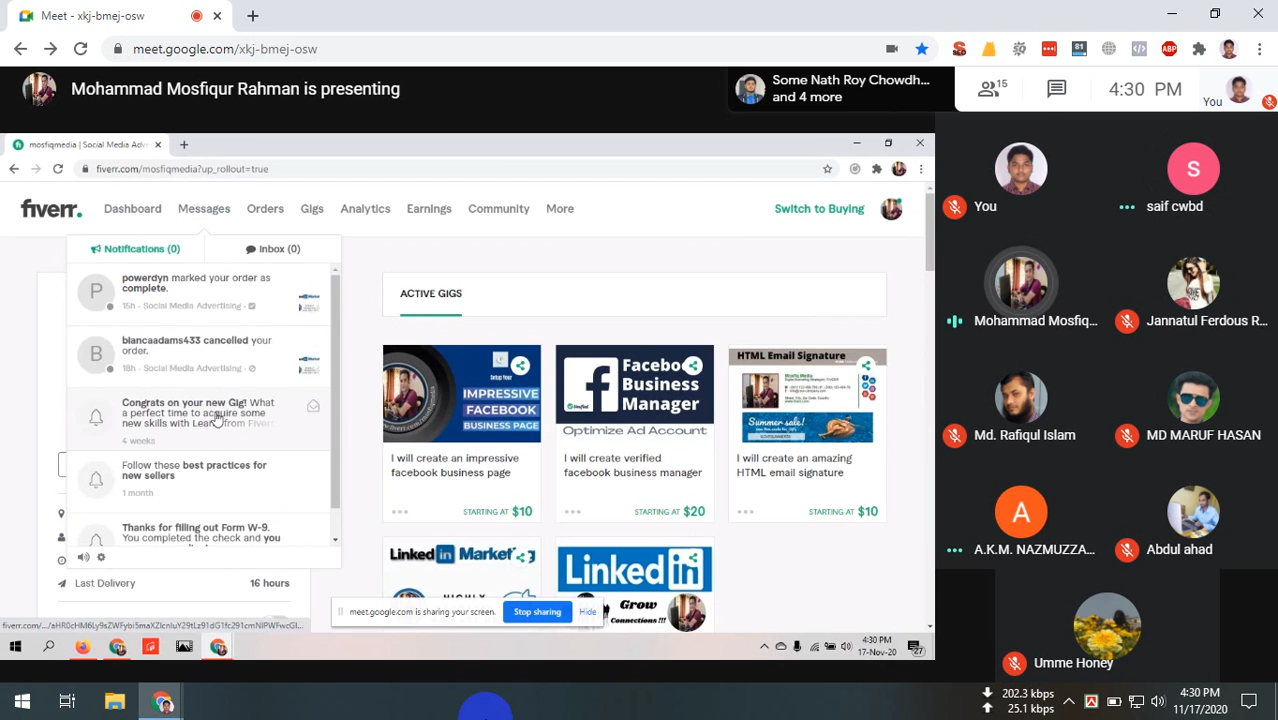 Meet - xkj-bmej-osw
meet.google.com/xkj-bmej-osw
81
ABP
Mohammad Mosfiqur Rahman is presenting
Some Nath Roy Chowdh...
and 4 more
15
4:30 PM
You
mosfiqmedia | Social Media Adv
fiverr.com/mosfiqmedia?up_rollout=true
fiverr.
Dashboard
Messages
Orders
Gigs
Analytics
Earnings
Community
More
Switch to Buying
Notifications (0)
Inbox (0)
P
powerdyn marked your order as
complete.
15h - Social Media Advertising -
B
biancaadams433 cancelled your
order.
18h - Social Media Advertising -
Congrats on your new Gig! What
a perfect time to acquire some
new skills with Learn from Fiverr
4 weeks
Follow these best practices for
new sellers
1 month
Thanks for filling out Form W-9.
You completed the check and you
Last Delivery
16 hours
ACTIVE GIGS
Setup Your
IMPRESSIVE
FACEBOOK
BUSINESS PAGE
I will create an impressive
facebook business page
STARTING AT $10
Facebo
Business
Manager
Optimize Ad Account
I will create verified
facebook business manager
STARTING AT $20
HTML Email Signature
Summer sale!
I will create an amazing
HTML email signature
STARTING AT $10
Linked in Market
Linked in
Grow
Connections !!!
meet.google.com is sharing your screen.
Stop sharing
Hide
4:30 PM
17-Nov-20
27
You
S
saif cwbd
Mohammad Mosfiq...
Jannatul Ferdous R...
Md. Rafiqul Islam
MD MARUF HASAN
A
A.K.M. NAZMUZZA...
Abdul ahad
Umme Honey
202.3 kbps
25.1 kbps
4:30 PM
11/17/2020